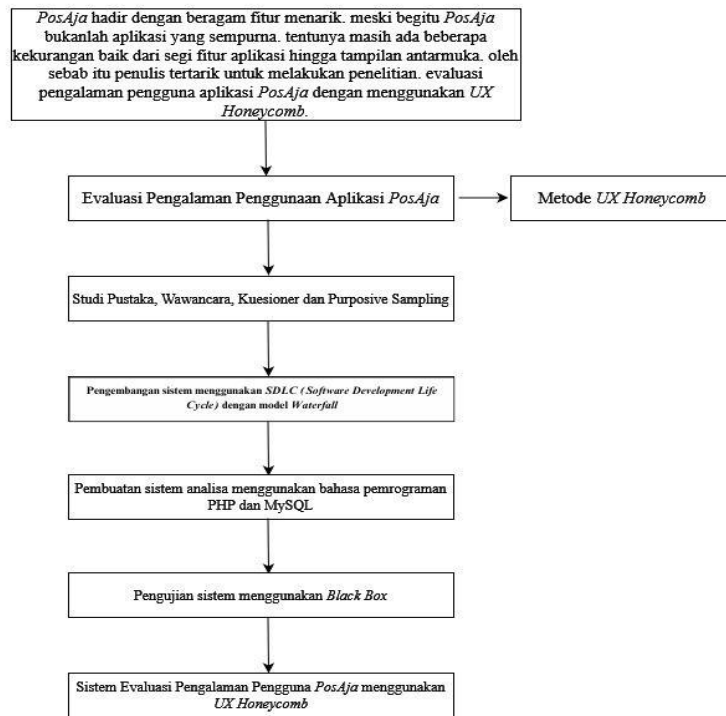 PosAja hadir dengan beragam fitur menarik. meski begitu PosAja
bukanlah aplikasi yang sempurna. tentunya masih ada beberapa
kekurangan baik dari segi fitur aplikasi hingga tampilan antarmuka. oleh
sebab itu penulis tertarik untuk melakukan penelitian. evaluasi
pengalaman pengguna aplikasi PosAja dengan menggunakan UX
Honeycomb.
Evaluasi Pengalaman Penggunaan Aplikasi PosAja
Metode UX Honeycomb
Studi Pustaka, Wawancara, Kuesioner dan Purposive Sampling
Pengembangan sistem menggunakan SDLC (Software Development Life
Cycle) dengan model Waterfall
Pembuatan sistem analisa menggunakan bahasa pemrograman
PHP dan MySQL
Pengujian sistem menggunakan Black Box
Sistem Evaluasi Pengalaman Pengguna PosAja menggunakan
UX Honeycomb